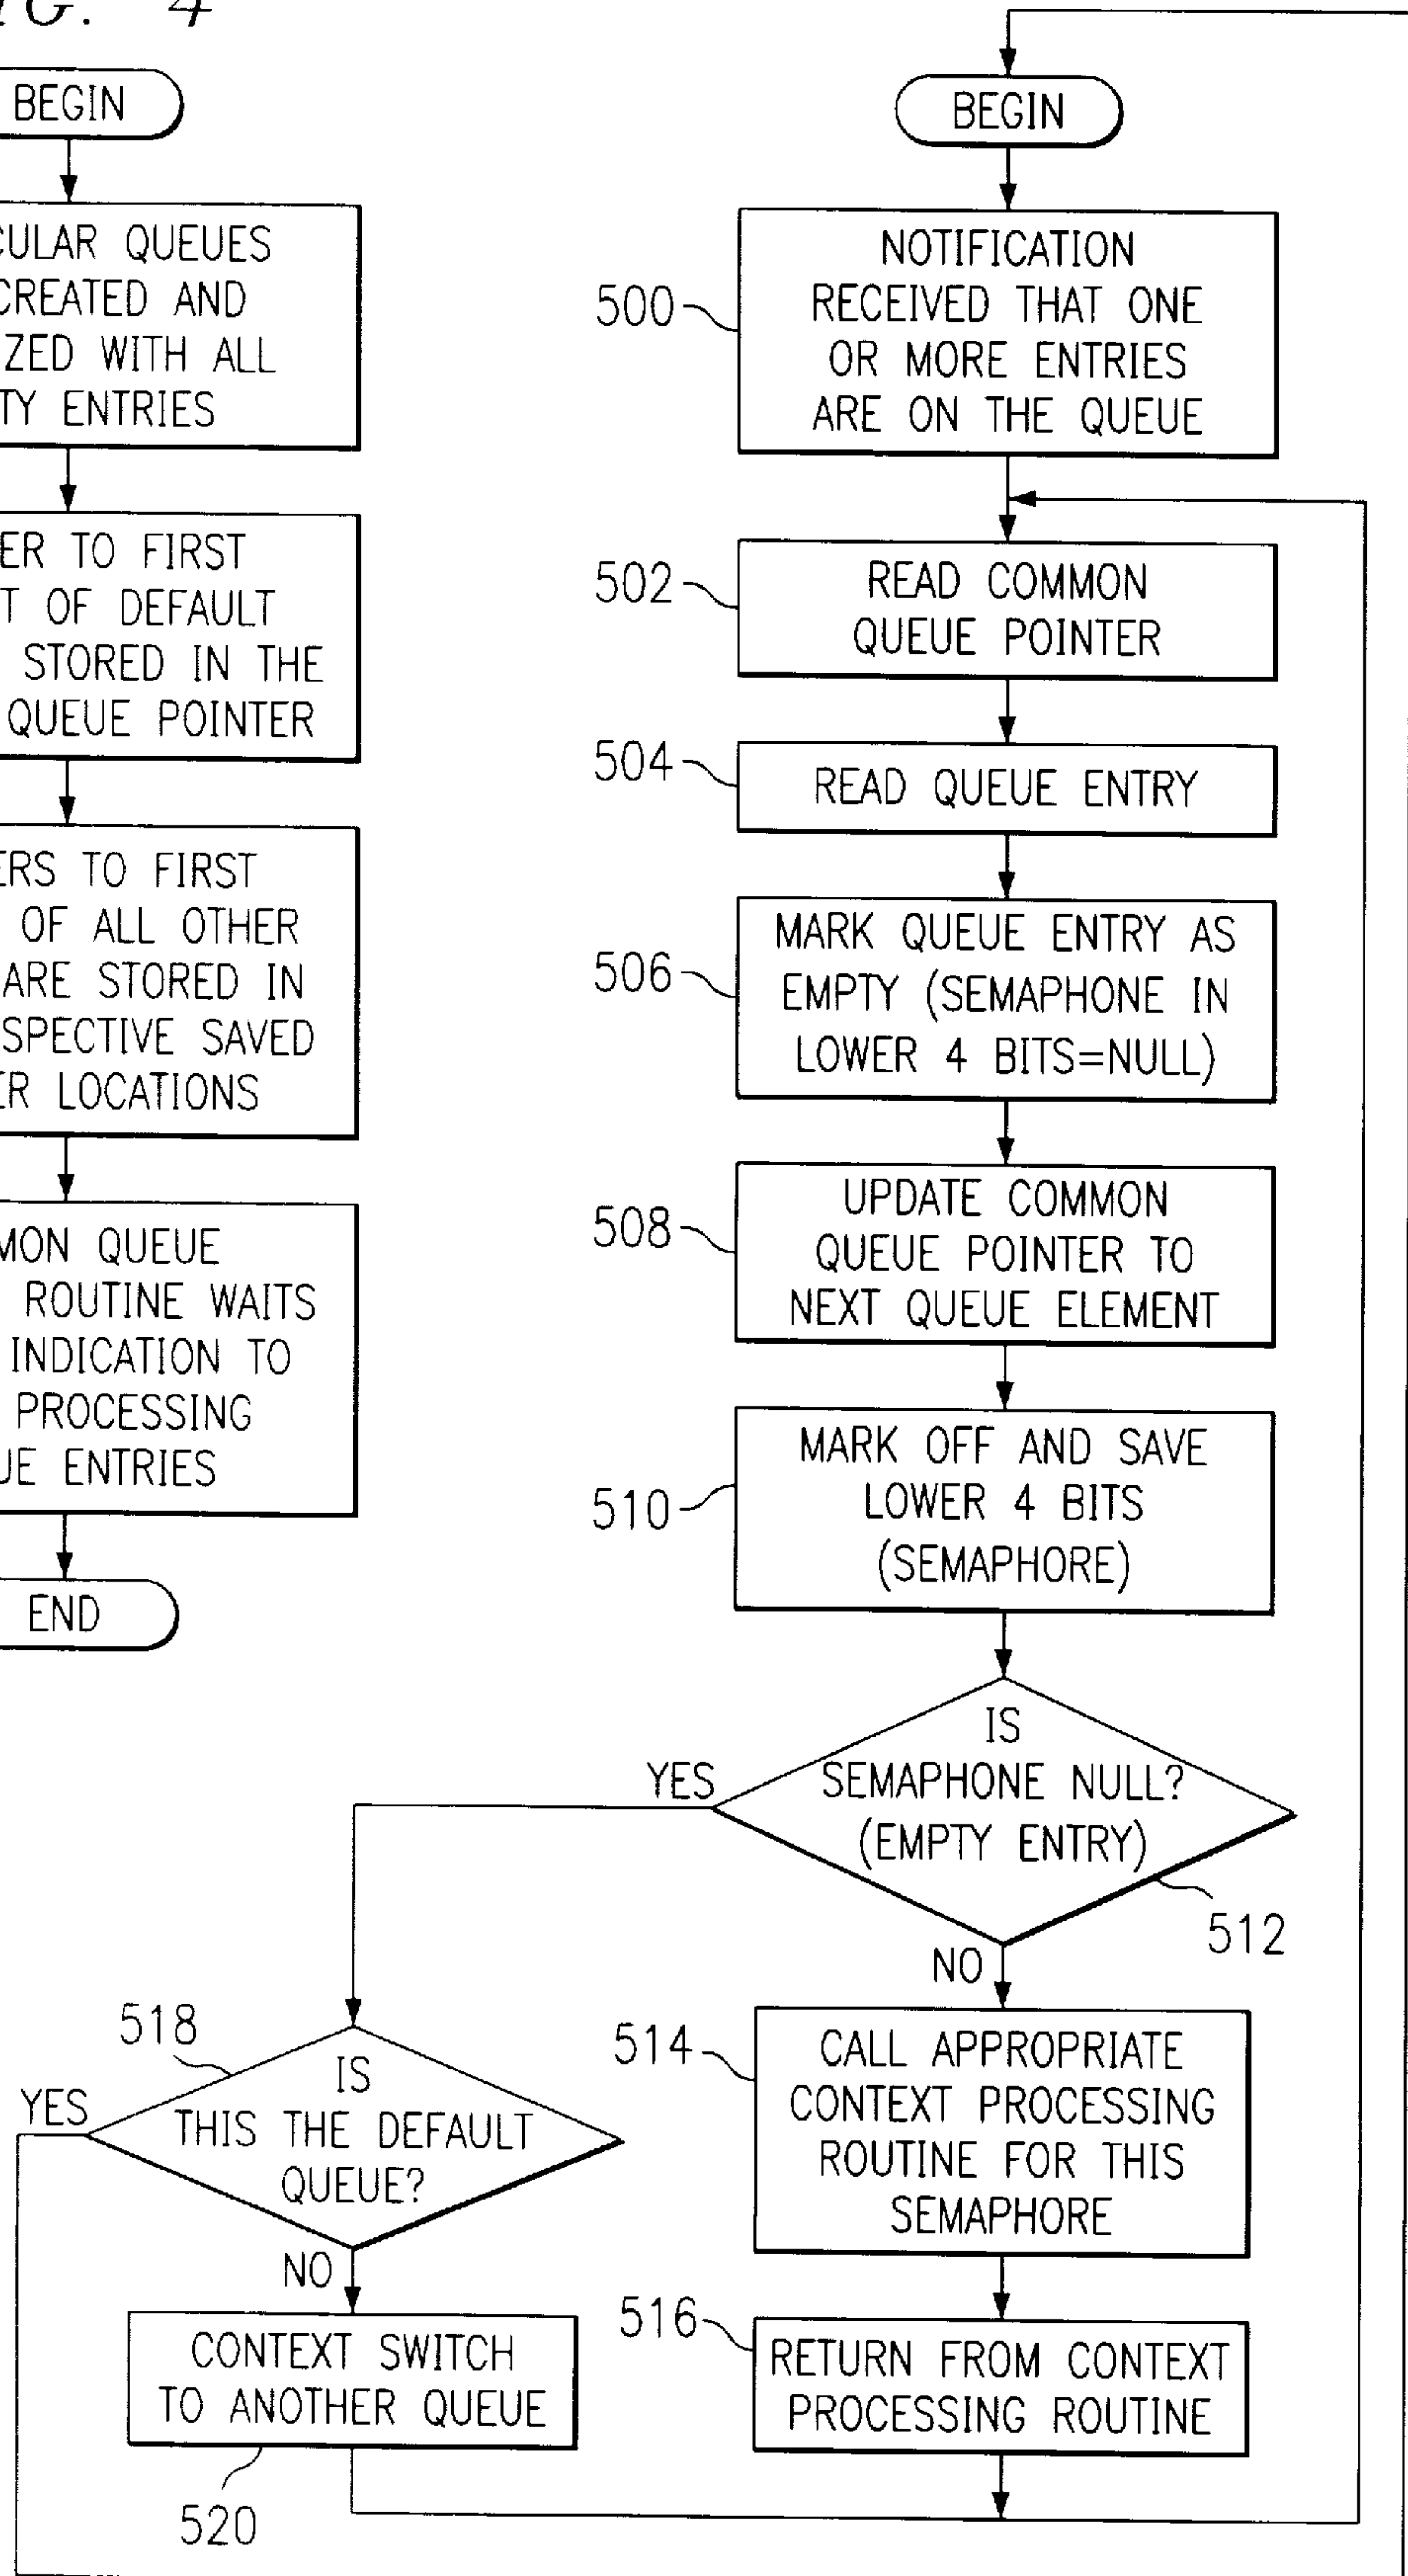 FIG. 4
BEGIN
CULAR QUEUES
CREATED AND
ZED WITH ALL
TY ENTRIES
ER TO FIRST
T OF DEFAULT
STORED IN THE
QUEUE POINTER
ERS TO FIRST
OF ALL OTHER
ARE STORED IN
SPECTIVE SAVED
ER LOCATIONS
MON QUEUE
ROUTINE WAITS
INDICATION TO
PROCESSING
UE ENTRIES
END
BEGIN
500
NOTIFICATION
RECEIVED THAT ONE
OR MORE ENTRIES
ARE ON THE QUEUE
502
READ COMMON
QUEUE POINTER
504
READ QUEUE ENTRY
506
MARK QUEUE ENTRY AS
EMPTY (SEMAPHONE IN
LOWER 4 BITS=NULL)
508
UPDATE COMMON
QUEUE POINTER TO
NEXT QUEUE ELEMENT
510
MARK OFF AND SAVE
LOWER 4 BITS
(SEMAPHORE)
IS
SEMAPHONE NULL?
(EMPTY ENTRY)
512
YES
NO
514
CALL APPROPRIATE
CONTEXT PROCESSING
ROUTINE FOR THIS
SEMAPHORE
516
RETURN FROM CONTEXT
PROCESSING ROUTINE
518
IS
THIS THE DEFAULT
QUEUE?
YES
NO
CONTEXT SWITCH
TO ANOTHER QUEUE
520